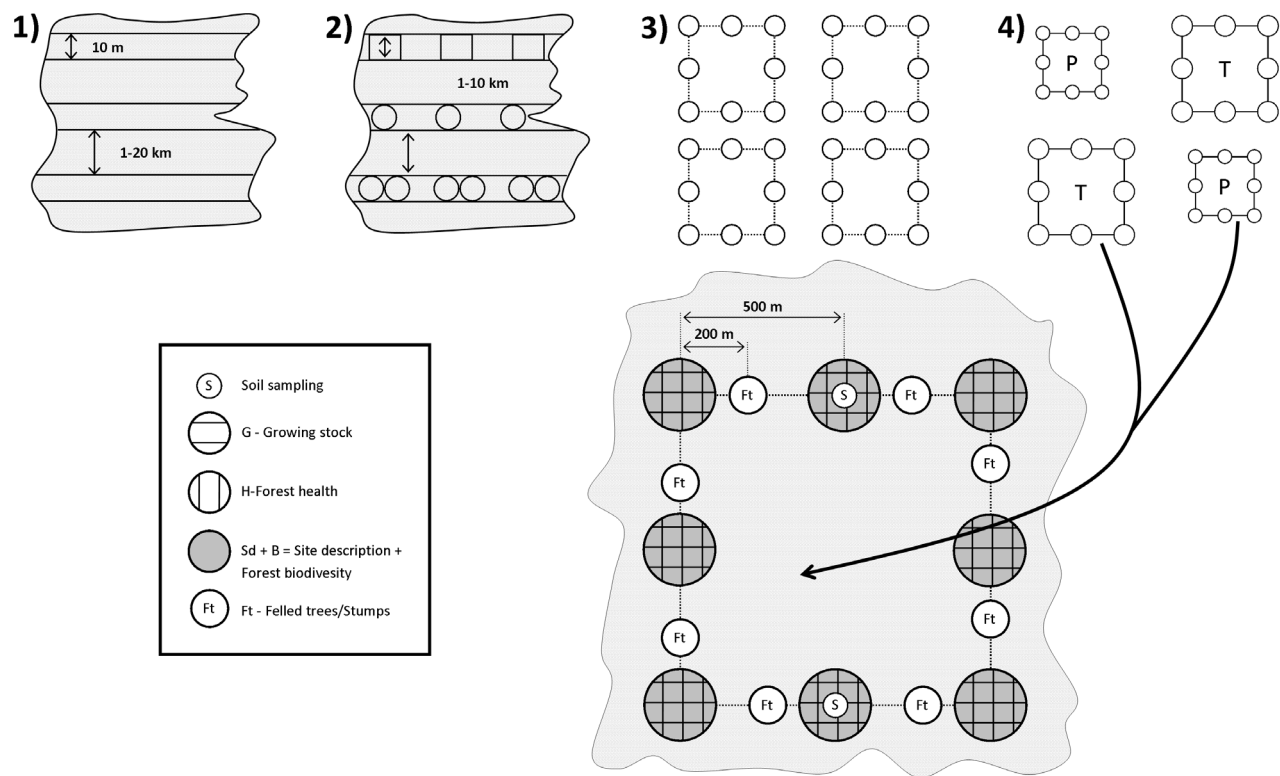 1)
10 m
1-20 km
2)
1-10 km
3)
4)
P
T
T
P
500 m
200 m
Ft
S
Ft
Ft
Ft
Ft
Ft
Ft
S
Ft
S
Soil sampling
G - Growing stock
H-Forest health
Sd + B = Site description +
Forest biodivesity
Ft
Ft - Felled trees/Stumps